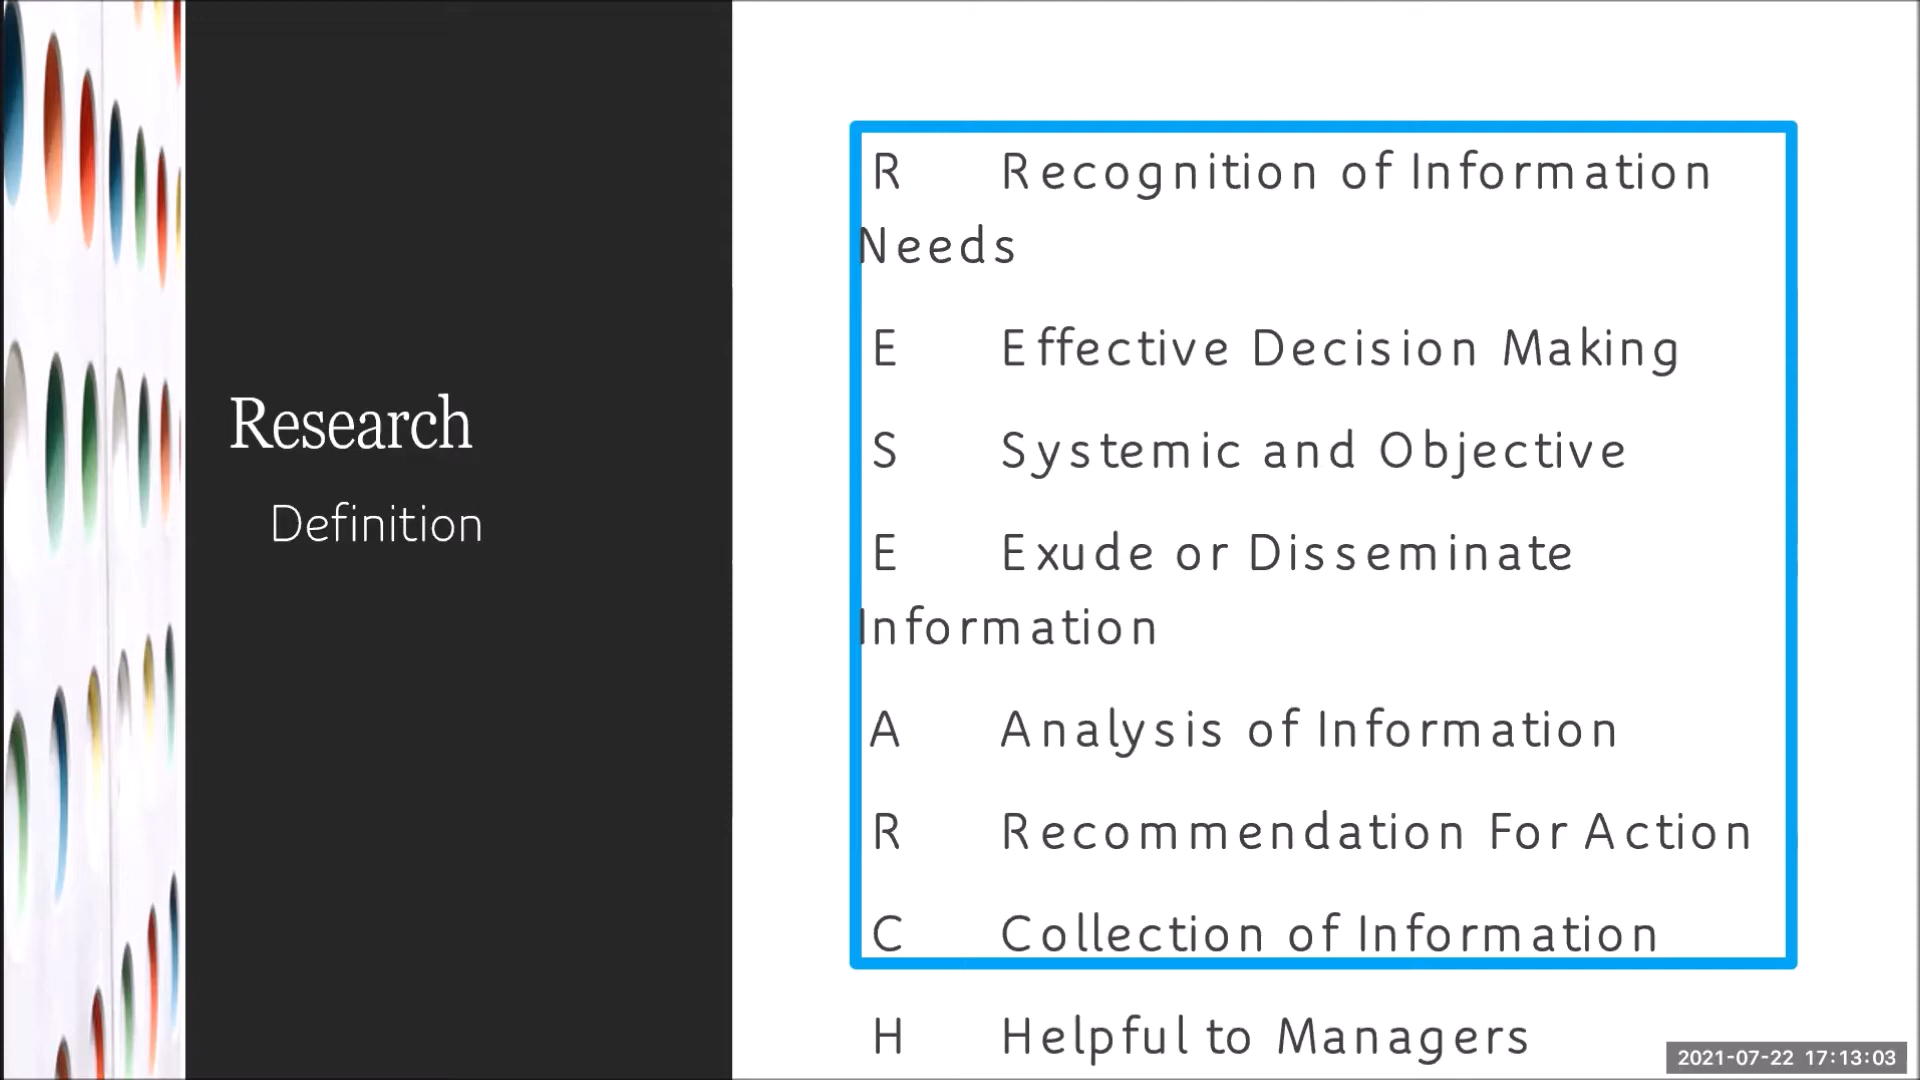 Research
Definition
R Recognition of Information
Needs
E Effective Decision Making
S Systemic and Objective
E Exude or Disseminate
Information
A Analysis of Information
R Recommendation For Action
C Collection of Information
H Helpful to Managers
2021-07-22 17:13:03